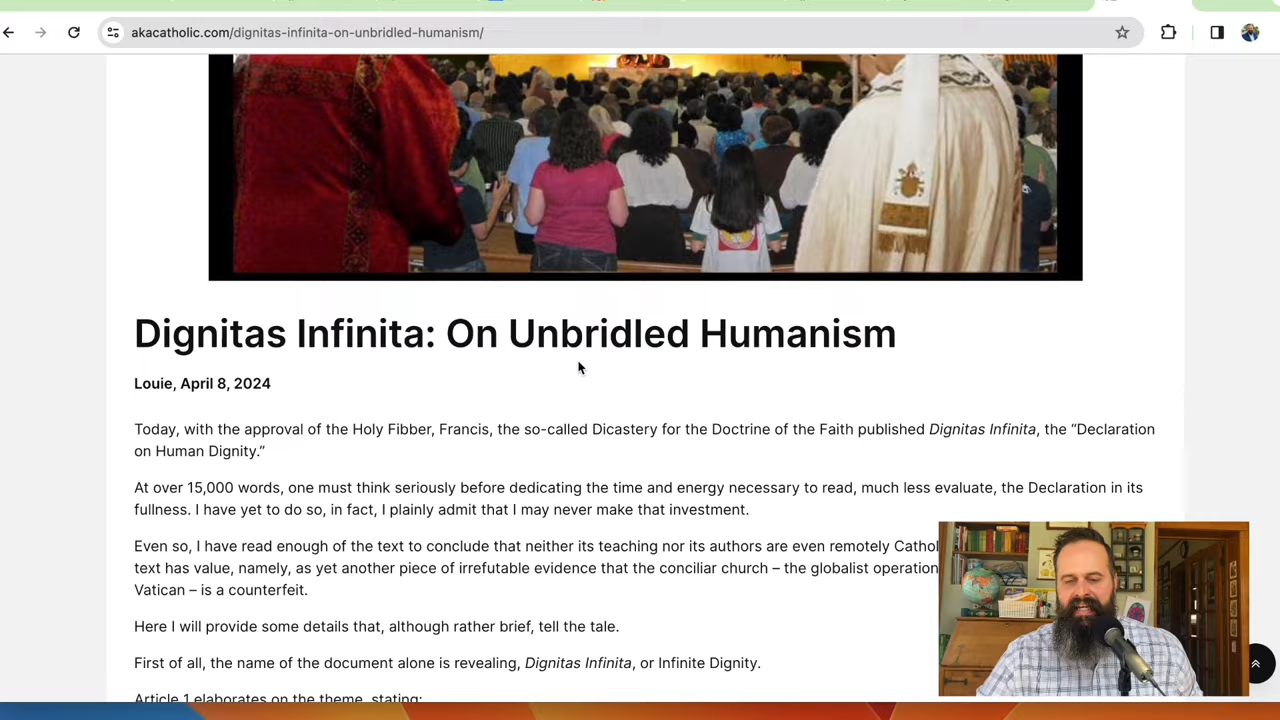 akacatholic.com/dignitas-infinita-on-unbridled-humanism/
Dignitas Infinita: On Unbridled Humanism
Louie, April 8, 2024
Today, with the approval of the Holy Fibber, Francis, the so-called Dicastery for the Doctrine of the Faith published Dignitas Infinita, the “Declaration
on Human Dignity.”
At over 15,000 words, one must think seriously before dedicating the time and energy necessary to read, much less evaluate, the Declaration in its
fullness. I have yet to do so, in fact, I plainly admit that I may never make that investment.
Even so, I have read enough of the text to conclude that neither its teaching nor its authors are even remotely Cathol
text has value, namely, as yet another piece of irrefutable evidence that the conciliar church – the globalist operation
Vatican – is a counterfeit.
Here I will provide some details that, although rather brief, tell the tale.
First of all, the name of the document alone is revealing, Dignitas Infinita, or Infinite Dignity.
Article 1 elaborates on the theme, stating: